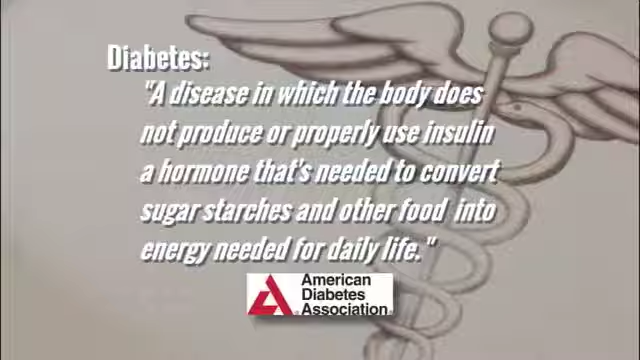 Diabetes:
"A disease in which the body does
not produce or properly use insulin
a hormone that's needed to convert
sugar starches and other food into
energy needed for daily life."
American
Diabetes
Association®